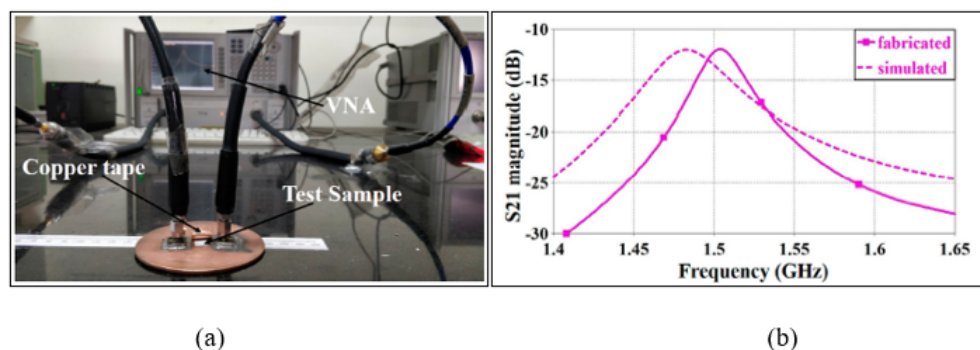 VNA
Copper tape
Test Sample
S21 magnitude (dB)
-10
-15
-20
-25
-30
fabricated
simulated
1.4
1.45
1.5
1.55
1.6
1.65
Frequency (GHz)
(a)
(b)